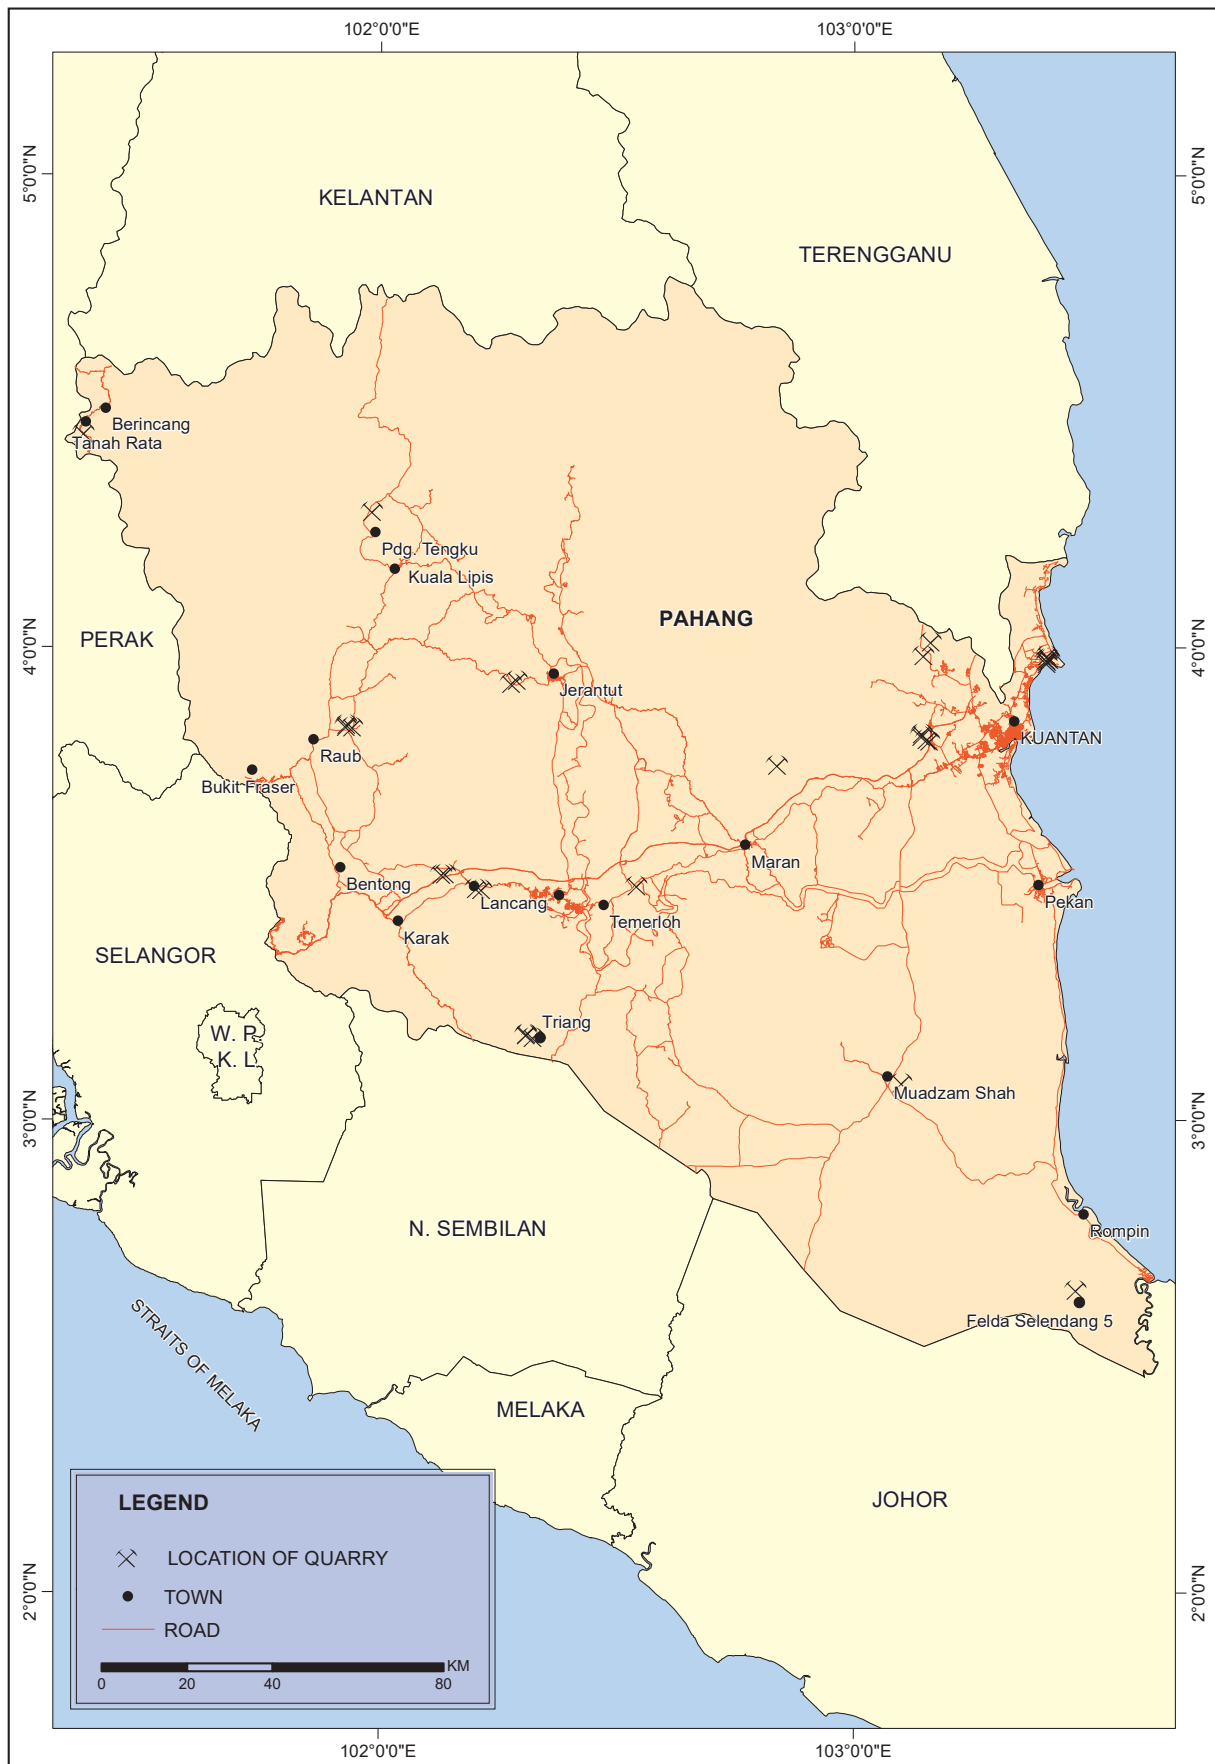 102°0'0"E
103°0'0"E
5°0'0"N
5°0'0"N
KELANTAN
TERENGGANU
Berincang
Tanah Rata
Pdg. Tengku
Kuala Lipis
PAHANG
PERAK
4°0'0"N
4°0'0"N
Jerantut
KUANTAN
Raub
Bukit Fraser
Maran
Bentong
Lancang
Pekan
Temerloh
Karak
SELANGOR
Triang
W. P.
K. L.
Muadzam Shah
3°0'0"N
3°0'0"N
N. SEMBILAN
Rompin
Felda Selendang 5
STRAITS OF MELAKA
MELAKA
JOHOR
LEGEND
LOCATION OF QUARRY
TOWN
ROAD
KM
0 20 40 80
2°0'0"N
2°0'0"N
102°0'0"E
103°0'0"E